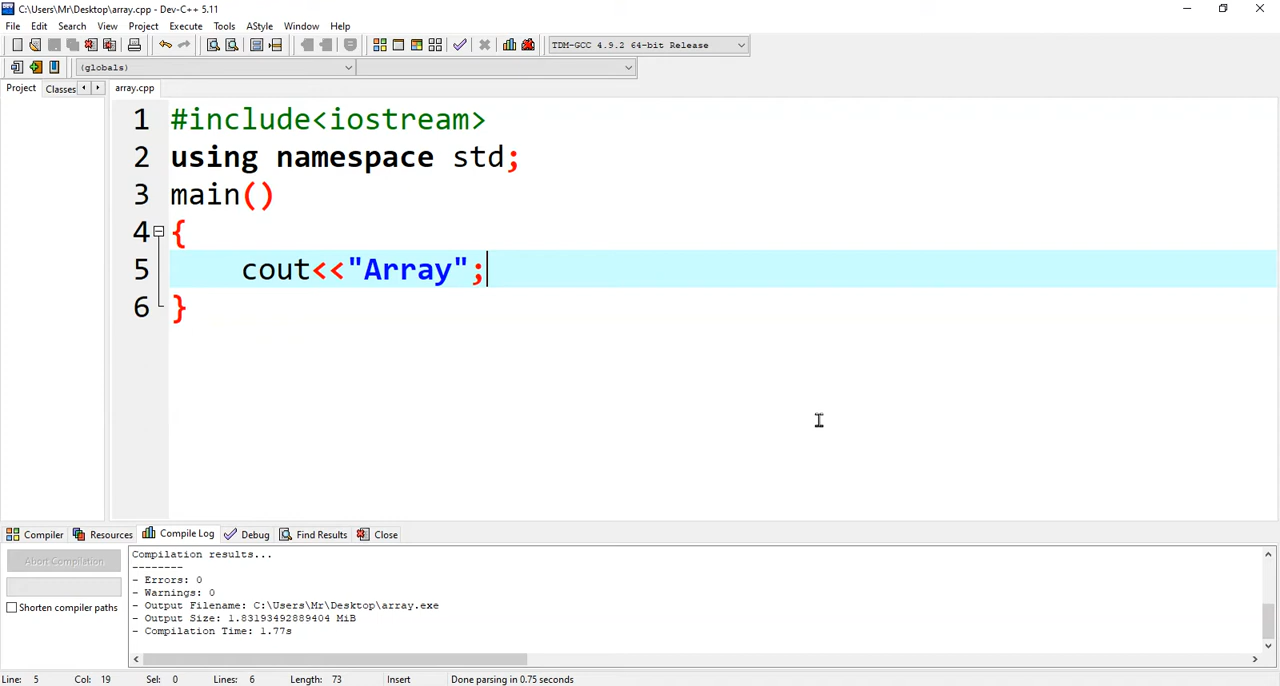 C:\Users\Mr\Desktop\array.cpp - Dev-C++ 5.11
File Edit Search View Project Execute Tools AStyle Window Help
TDM-GCC 4.9.2 64-bit Release
(globals)
Project Classes array.cpp
1 #include<iostream>
2 using namespace std;
3 main()
4 {
5 cout<<"Array";
6 }
Compiler Resources Compile Log Debug Find Results Close
Abort Compilation
Shorten compiler paths
Compilation results...
--------
- Errors: 0
- Warnings: 0
- Output Filename: C:\Users\Mr\Desktop\array.exe
- Output Size: 1.83193492889404 MiB
- Compilation Time: 1.77s
Line: 5 Col: 19 Sel: 0 Lines: 6 Length: 73 Insert Done parsing in 0.75 seconds